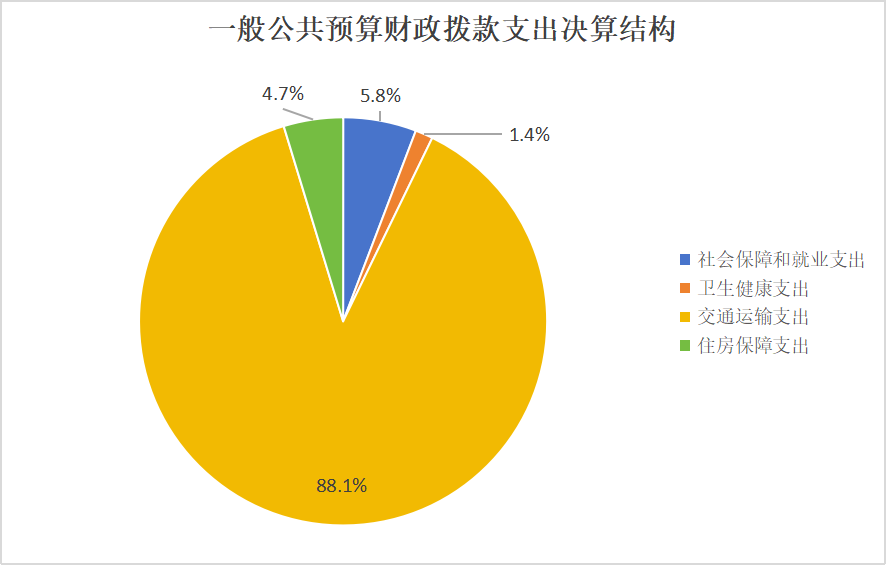 一般公共预算财政拨款支出决算结构
4.7%
5.8%
1.4%
88.1%
社会保障和就业支出
卫生健康支出
交通运输支出
住房保障支出